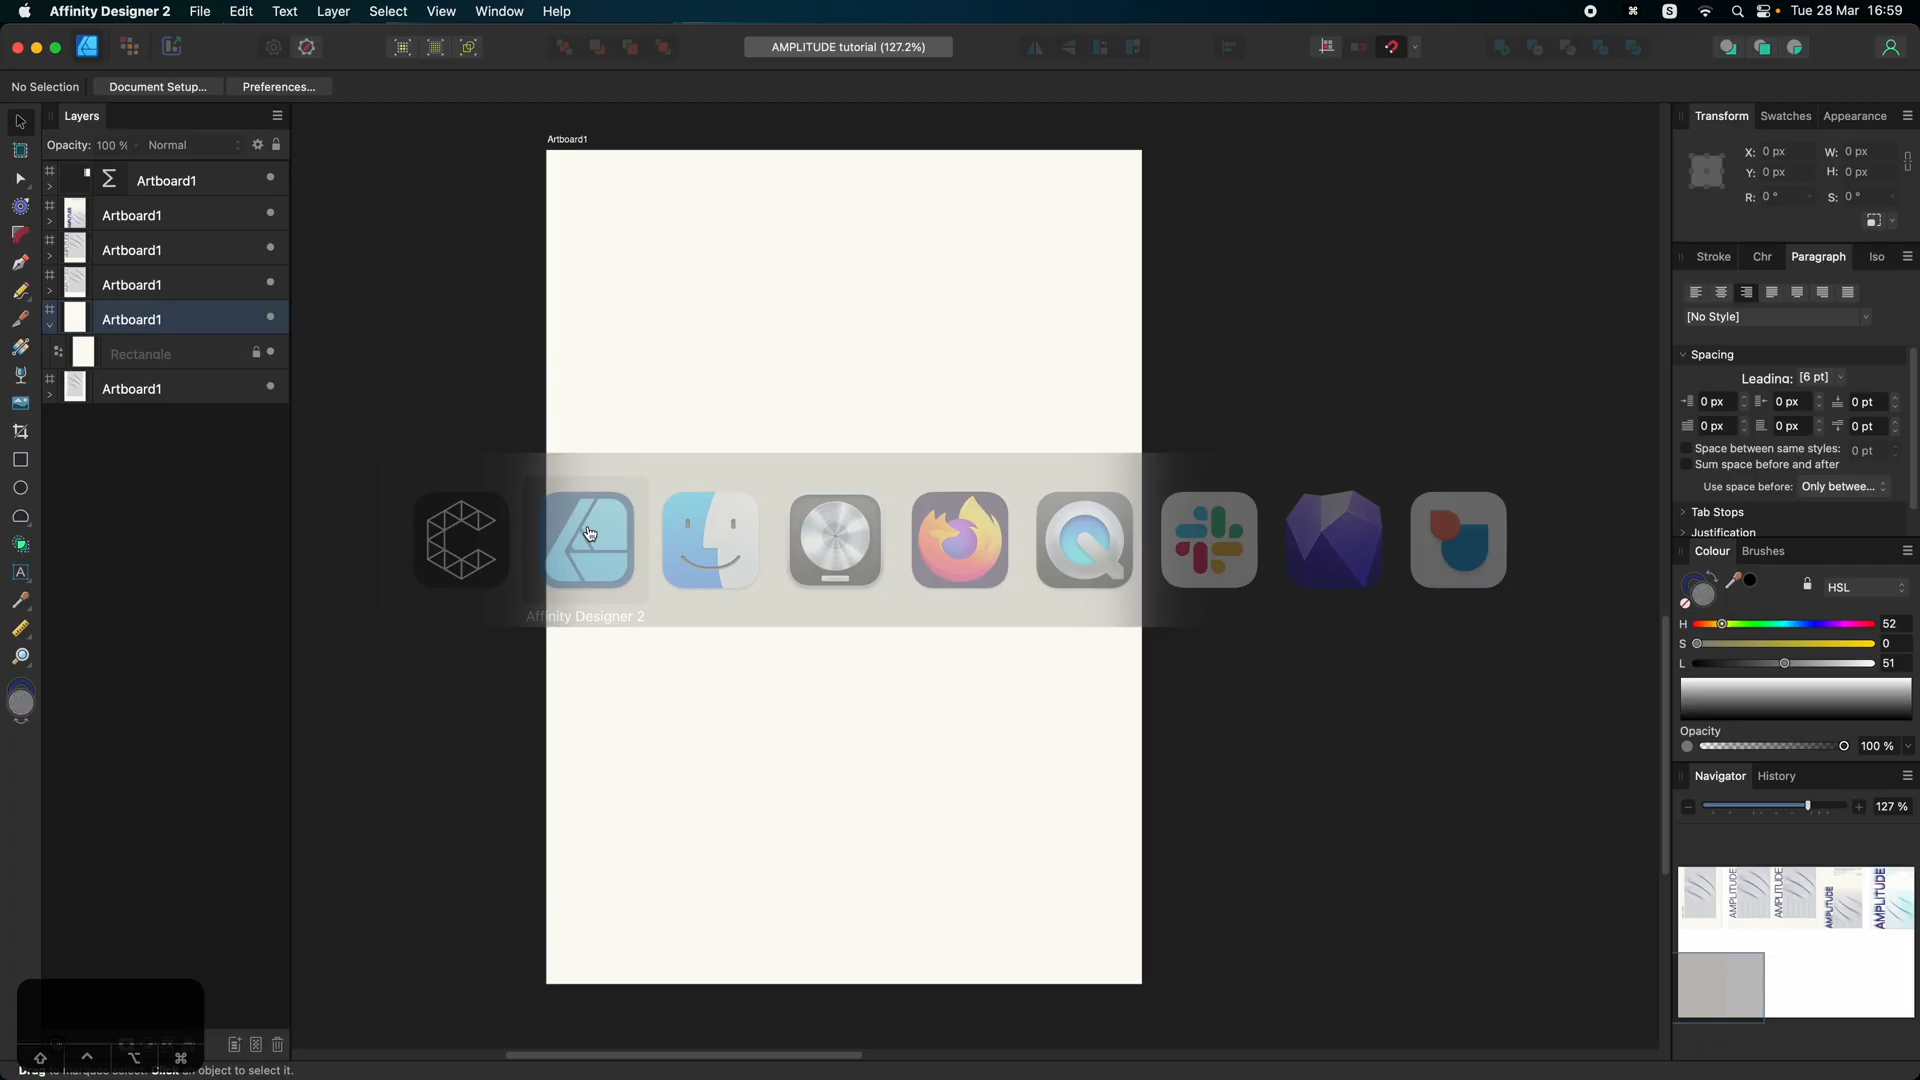 Affinity Designer 2 File Edit Text Layer Select View Window Help Tue 28 Mar 16:59
AMPLITUDE tutorial (127.2%)
No Selection Document Setup... Preferences...
Layers
Opacity: 100 % Normal
Artboard1
Artboard1
Artboard1
Artboard1
Artboard1
Rectangle
Artboard1
Artboard1
Affinity Designer 2
Transform Swatches Appearance
X: 0 px W: 0 px
Y: 0 px H: 0 px
R: 0 ° S: 0 °
Stroke Chr Paragraph Iso
[No Style]
Spacing
Leading: [6 pt]
0 px 0 px 0 pt
0 px 0 px 0 pt
Space between same styles: 0 pt
Sum space before and after
Use space before: Only betwee...
Tab Stops
Justification
Colour Brushes
HSL
H 52
S 0
L 51
Opacity
100 %
Navigator History
127 %
AMPLITUDE AMPLITUDE AMPLITUDE AMPLITUDE
object to select it.